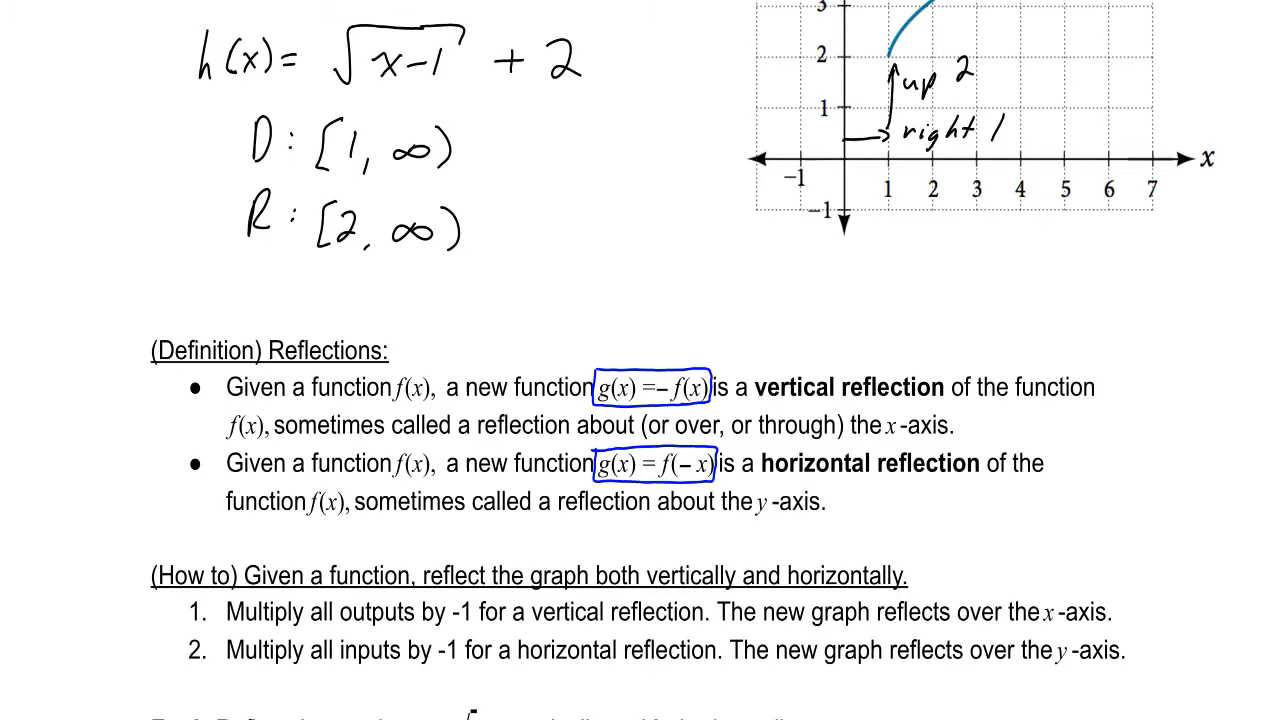 h(x) = √(x-1) + 2
D : [1, ∞)
R : [2, ∞)
3
2
1
up 2
right 1
x
-1 1 2 3 4 5 6 7
-1
(Definition) Reflections:
● Given a function f(x), a new function g(x) = − f(x) is a vertical reflection of the function
f(x), sometimes called a reflection about (or over, or through) the x -axis.
● Given a function f(x), a new function g(x) = f(− x) is a horizontal reflection of the
function f(x), sometimes called a reflection about the y -axis.
(How to) Given a function, reflect the graph both vertically and horizontally.
1. Multiply all outputs by -1 for a vertical reflection. The new graph reflects over the x -axis.
2. Multiply all inputs by -1 for a horizontal reflection. The new graph reflects over the y -axis.